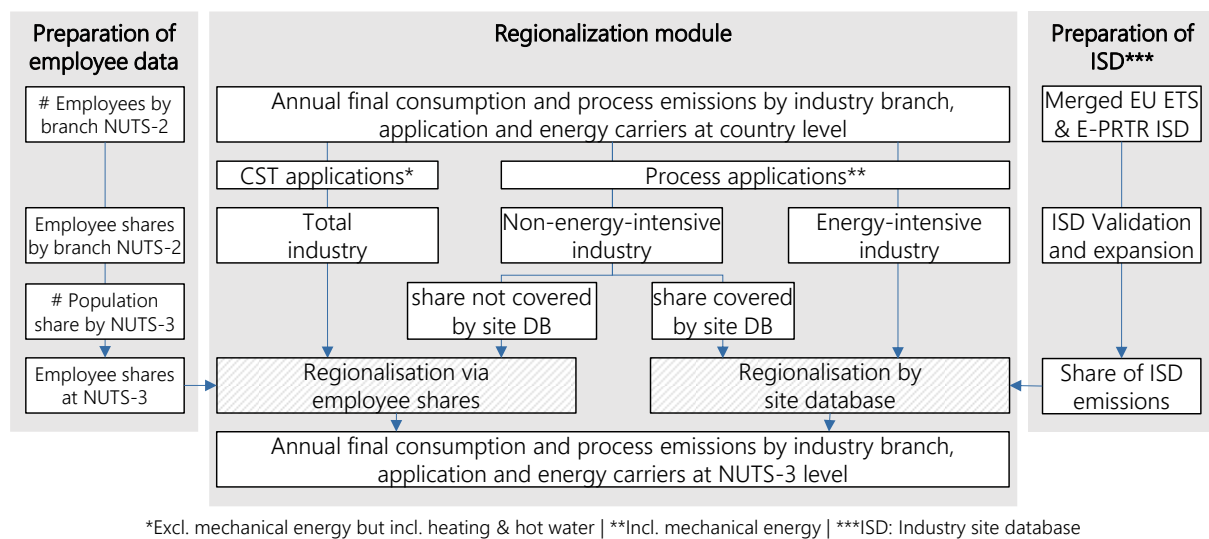 Preparation of
employee data
# Employees by
branch NUTS-2
Employee shares
by branch NUTS-2
# Population
share by NUTS-3
Employee shares
at NUTS-3
Regionalization module
Annual final consumption and process emissions by industry branch,
application and energy carriers at country level
CST applications*
Process applications**
Total
industry
Non-energy-intensive
industry
Energy-intensive
industry
share not covered
by site DB
share covered
by site DB
Regionalisation via
employee shares
Regionalisation by
site database
Annual final consumption and process emissions by industry branch,
application and energy carriers at NUTS-3 level
Preparation of
ISD***
Merged EU ETS
& E-PRTR ISD
ISD Validation
and expansion
Share of ISD
emissions
*Excl. mechanical energy but incl. heating & hot water | **Incl. mechanical energy | ***ISD: Industry site database